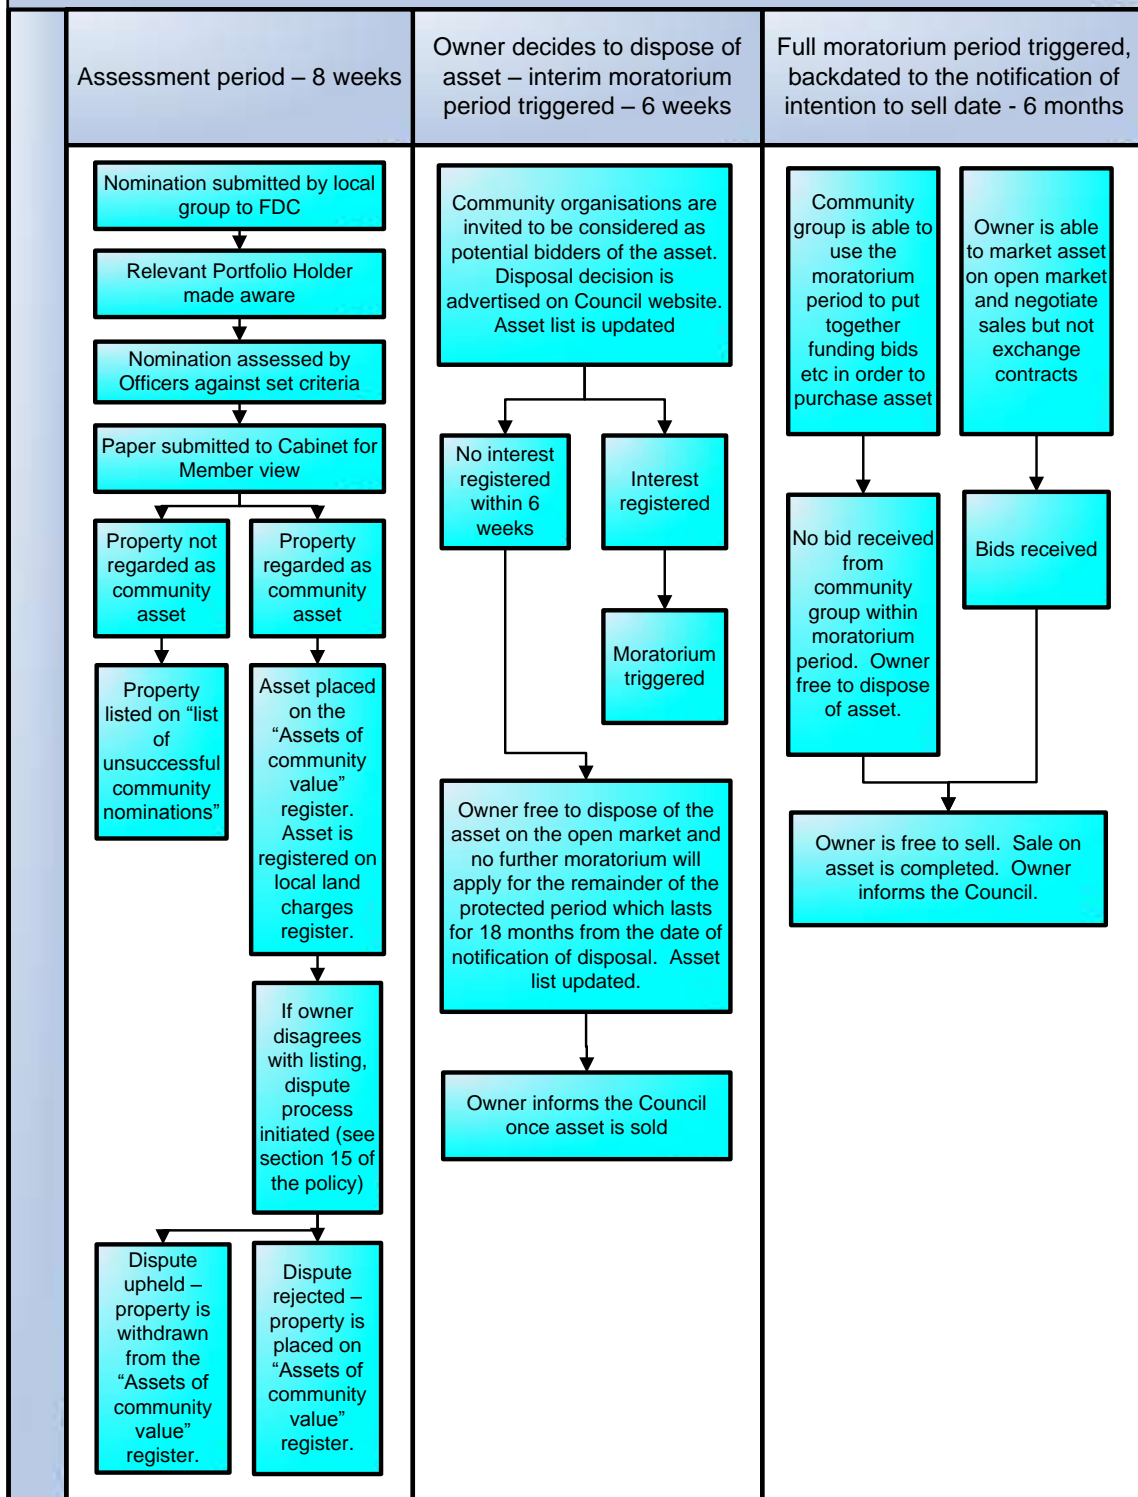 Assessment period – 8 weeks
Owner decides to dispose of
asset – interim moratorium
period triggered – 6 weeks
Full moratorium period triggered,
backdated to the notification of
intention to sell date - 6 months
Nomination submitted by local
group to FDC
Relevant Portfolio Holder
made aware
Nomination assessed by
Officers against set criteria
Paper submitted to Cabinet for
Member view
Property not
regarded as
community
asset
Property
regarded as
community
asset
Property
listed on “list
of
unsuccessful
community
nominations”
Asset placed
on the
“Assets of
community
value”
register.
Asset is
registered on
local land
charges
register.
If owner
disagrees
with listing,
dispute
process
initiated (see
section 15 of
the policy)
Dispute
upheld –
property is
withdrawn
from the
“Assets of
community
value”
register.
Dispute
rejected –
property is
placed on
“Assets of
community
value”
register.
Community organisations are
invited to be considered as
potential bidders of the asset.
Disposal decision is
advertised on Council website.
Asset list is updated
No interest
registered
within 6
weeks
Interest
registered
Moratorium
triggered
Owner free to dispose of the
asset on the open market and
no further moratorium will
apply for the remainder of the
protected period which lasts
for 18 months from the date of
notification of disposal. Asset
list updated.
Owner informs the Council
once asset is sold
Community
group is able to
use the
moratorium
period to put
together
funding bids
etc in order to
purchase asset
Owner is able
to market asset
on open market
and negotiate
sales but not
exchange
contracts
No bid received
from
community
group within
moratorium
period. Owner
free to dispose
of asset.
Bids received
Owner is free to sell. Sale on
asset is completed. Owner
informs the Council.